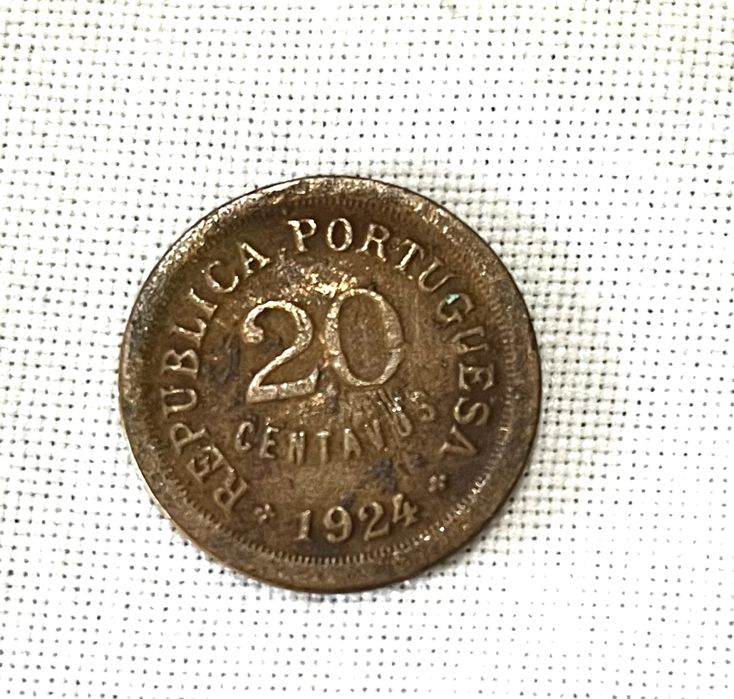 REPUBLICA PORTUGUESA
20
CENTAVOS
* 1924 *